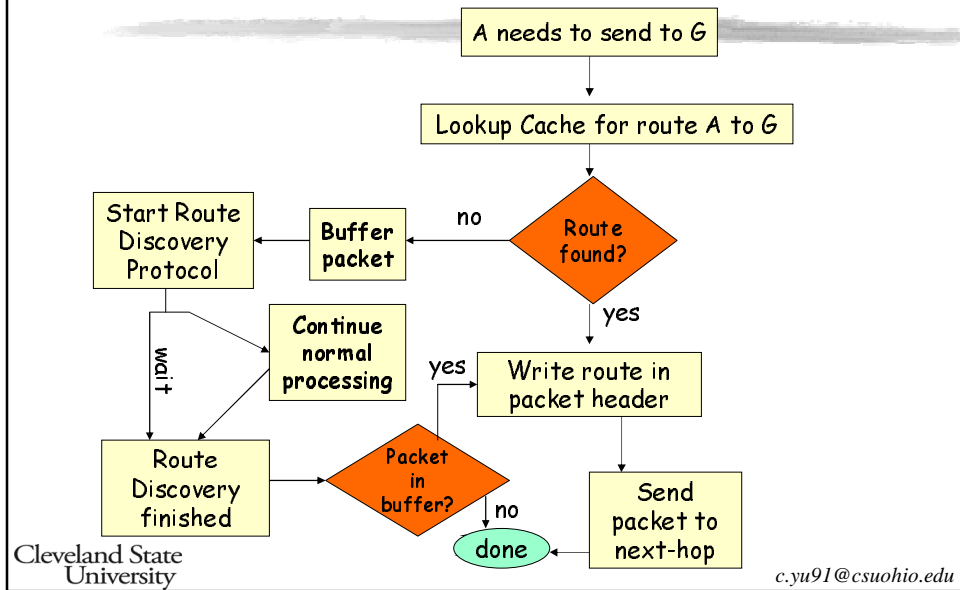 A needs to send to G
Lookup Cache for route A to G
Route
found?
no
Buffer
packet
Start Route
Discovery
Protocol
yes
wait
Continue
normal
processing
yes
Write route in
packet header
Route
Discovery
finished
Packet
in
buffer?
no
done
Send
packet to
next-hop
Cleveland State
University
c.yu91@csuohio.edu